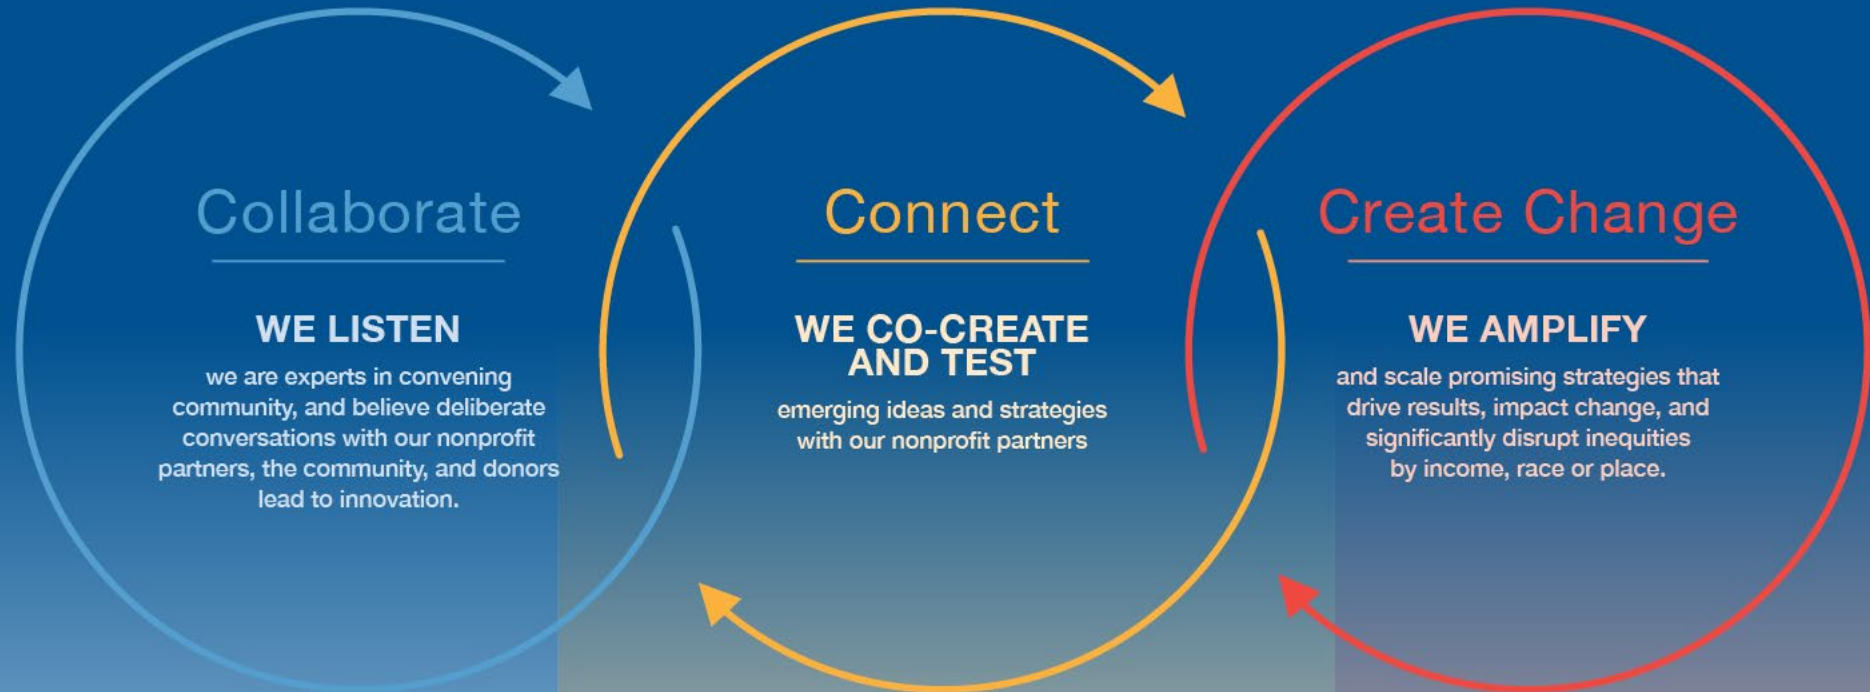 Collaborate
WE LISTEN
we are experts in convening
community, and believe deliberate
conversations with our nonprofit
partners, the community, and donors
lead to innovation.
Connect
WE CO-CREATE
AND TEST
emerging ideas and strategies
with our nonprofit partners
Create Change
WE AMPLIFY
and scale promising strategies that
drive results, impact change, and
significantly disrupt inequities
by income, race or place.